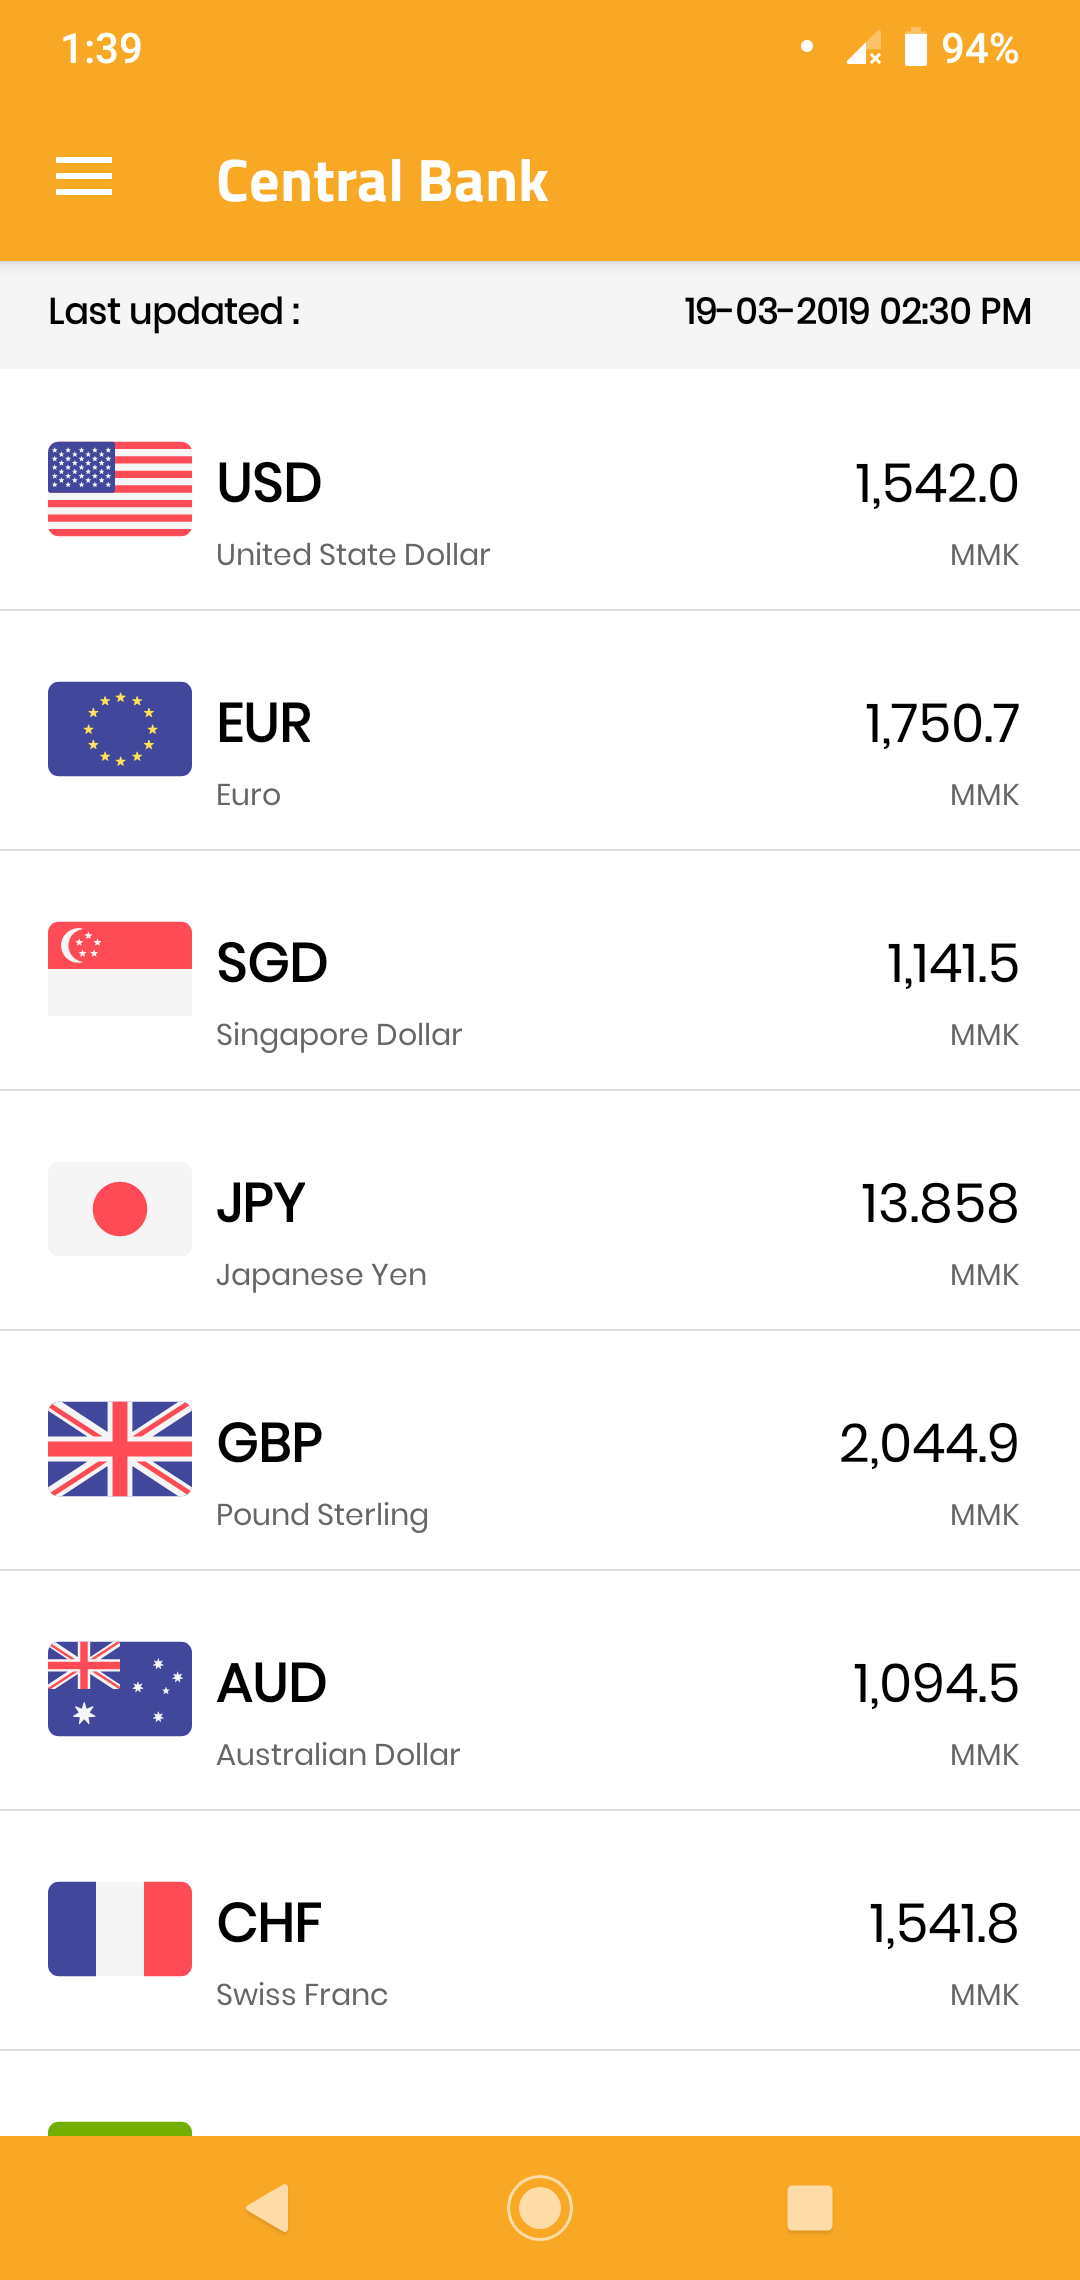 1:39 94%
Central Bank
Last updated : 19-03-2019 02:30 PM
USD 1,542.0
United State Dollar MMK
EUR 1,750.7
Euro MMK
SGD 1,141.5
Singapore Dollar MMK
JPY 13.858
Japanese Yen MMK
GBP 2,044.9
Pound Sterling MMK
AUD 1,094.5
Australian Dollar MMK
CHF 1,541.8
Swiss Franc MMK